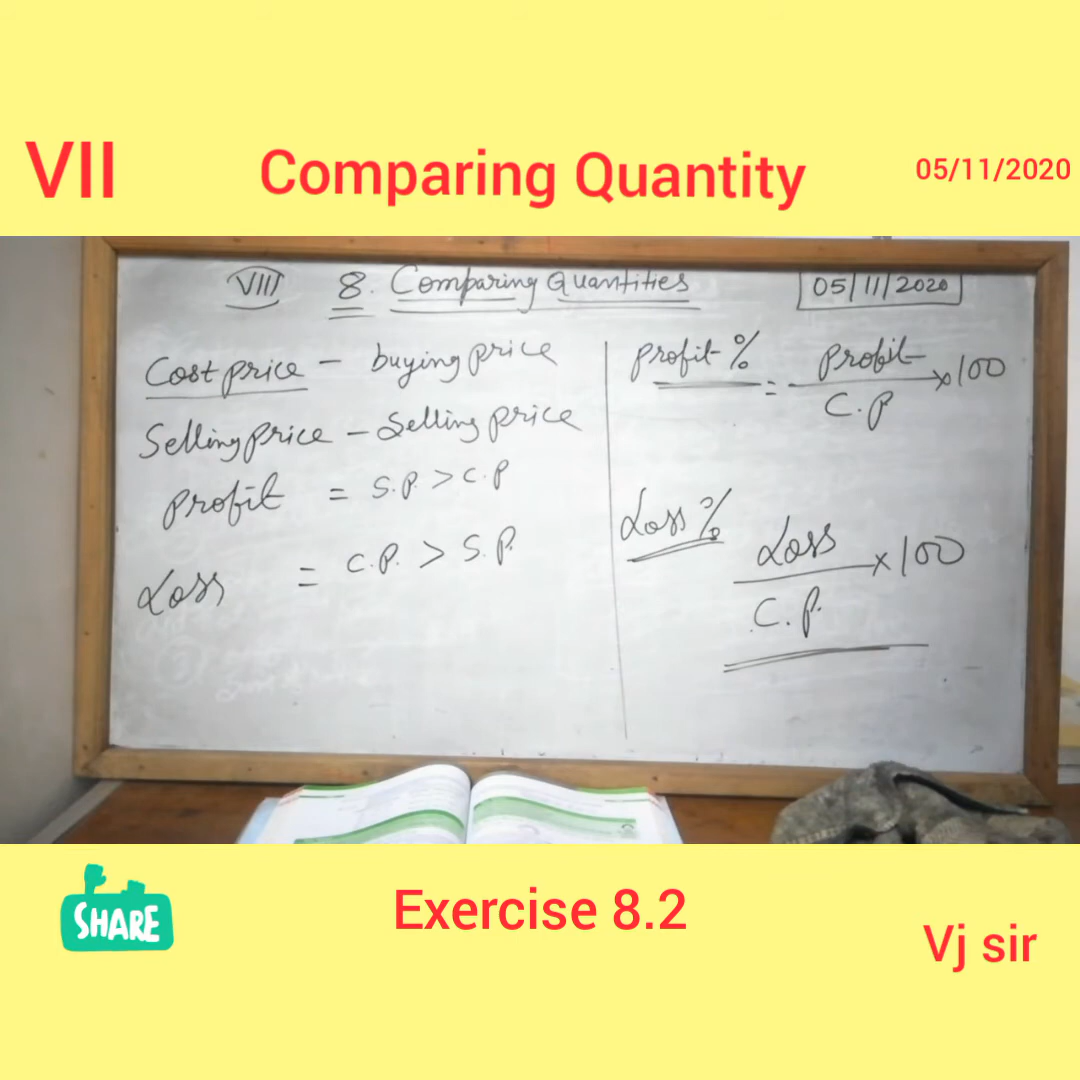 VII Comparing Quantity 05/11/2020
VIII 8. Comparing Quantities 05/11/2020
Cost price – buying price
Selling price – Selling price
Profit = S.P. > C.P
Loss = C.P. > S.P.
Profit % = Profit / C.P × 100
Loss %
Loss / C.P. × 100
SHARE
Exercise 8.2
Vj sir